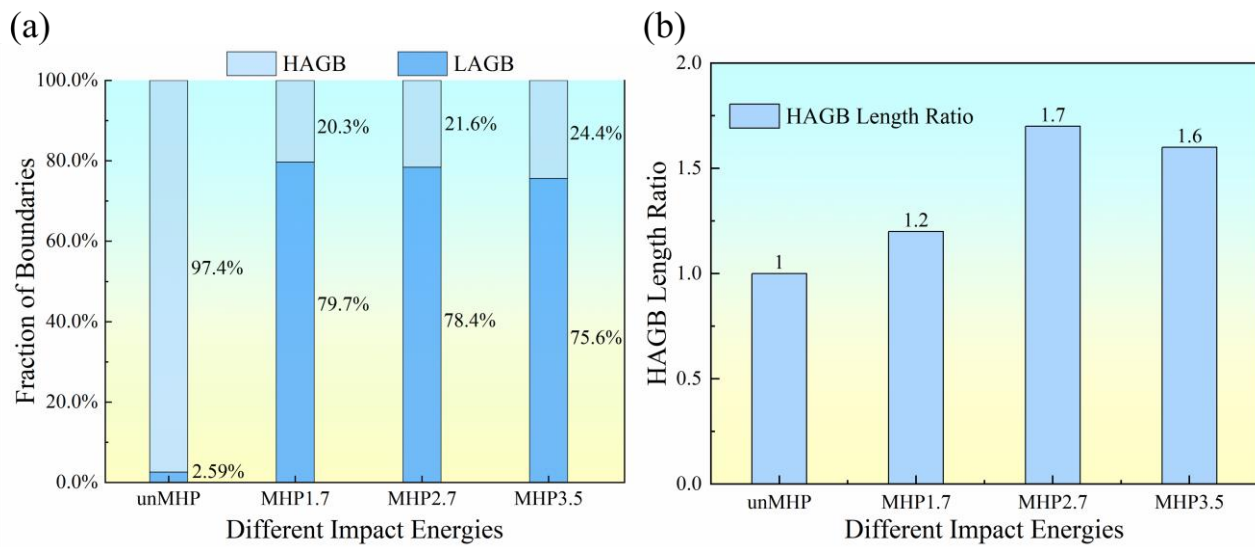 (a)
HAGB LAGB
Fraction of Boundaries
100.0%
80.0%
60.0%
40.0%
20.0%
0.0%
97.4%
2.59%
20.3%
79.7%
21.6%
78.4%
24.4%
75.6%
unMHP MHP1.7 MHP2.7 MHP3.5
Different Impact Energies
(b)
HAGB Length Ratio
HAGB Length Ratio
2.0
1.5
1.0
0.5
0.0
1
1.2
1.7
1.6
unMHP MHP1.7 MHP2.7 MHP3.5
Different Impact Energies